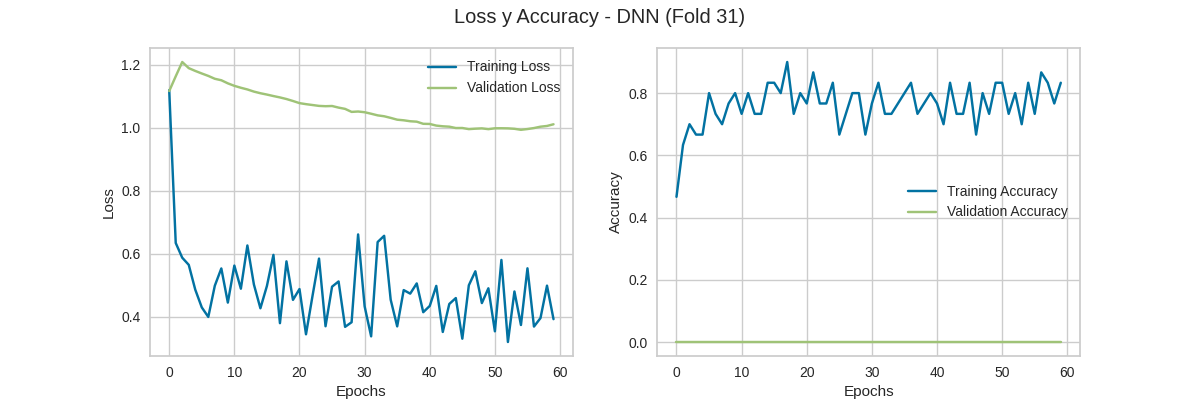 Loss y Accuracy - DNN (Fold 31)
1.2
1.0
0.8
0.6
0.4
Loss
0
10
20
30
40
50
60
Epochs
Training Loss
Validation Loss
0.8
0.6
0.4
0.2
0.0
Accuracy
0
10
20
30
40
50
60
Epochs
Training Accuracy
Validation Accuracy